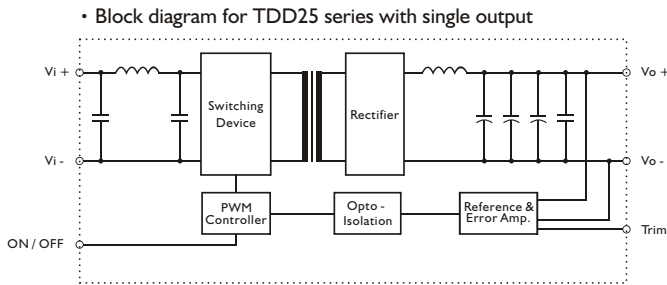 • Block diagram for TDD25 series with single output
Vi +
Vo +
Switching
Device
Rectifier
Vi -
Vo -
PWM
Controller
Opto -
Isolation
Reference &
Error Amp.
Trim
ON / OFF